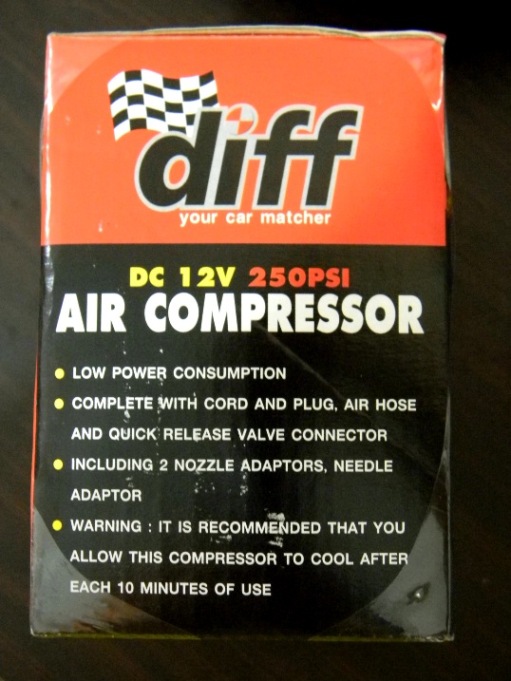 diff
your car matcher
DC 12V 250PSI
AIR COMPRESSOR
LOW POWER CONSUMPTION
COMPLETE WITH CORD AND PLUG, AIR HOSE
AND QUICK RELEASE VALVE CONNECTOR
INCLUDING 2 NOZZLE ADAPTORS, NEEDLE
ADAPTOR
WARNING : IT IS RECOMMENDED THAT YOU
ALLOW THIS COMPRESSOR TO COOL AFTER
EACH 10 MINUTES OF USE